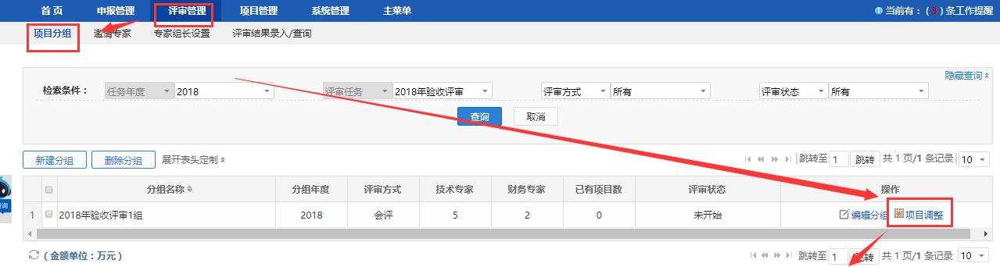 首 页 申报管理 评审管理 项目管理 系统管理 主菜单 当前有：（3）条工作提醒
项目分组 邀请专家 专家组长设置 评审结果录入/查询
隐藏查询
检索条件： 任务年度 2018 评审任务 2018年验收评审 评审方式 所有 评审状态 所有
查询 取消
新建分组 删除分组 展开表头定制 跳转至 1 跳转 共 1 页/1 条记录 10
分组名称 分组年度 评审方式 技术专家 财务专家 已有项目数 评审状态 操作
1 2018年验收评审1组 2018 会评 5 2 0 未开始 编辑分组 项目调整
（金额单位：万元） 跳转至 1 跳转 共 1 页/1 条记录 10